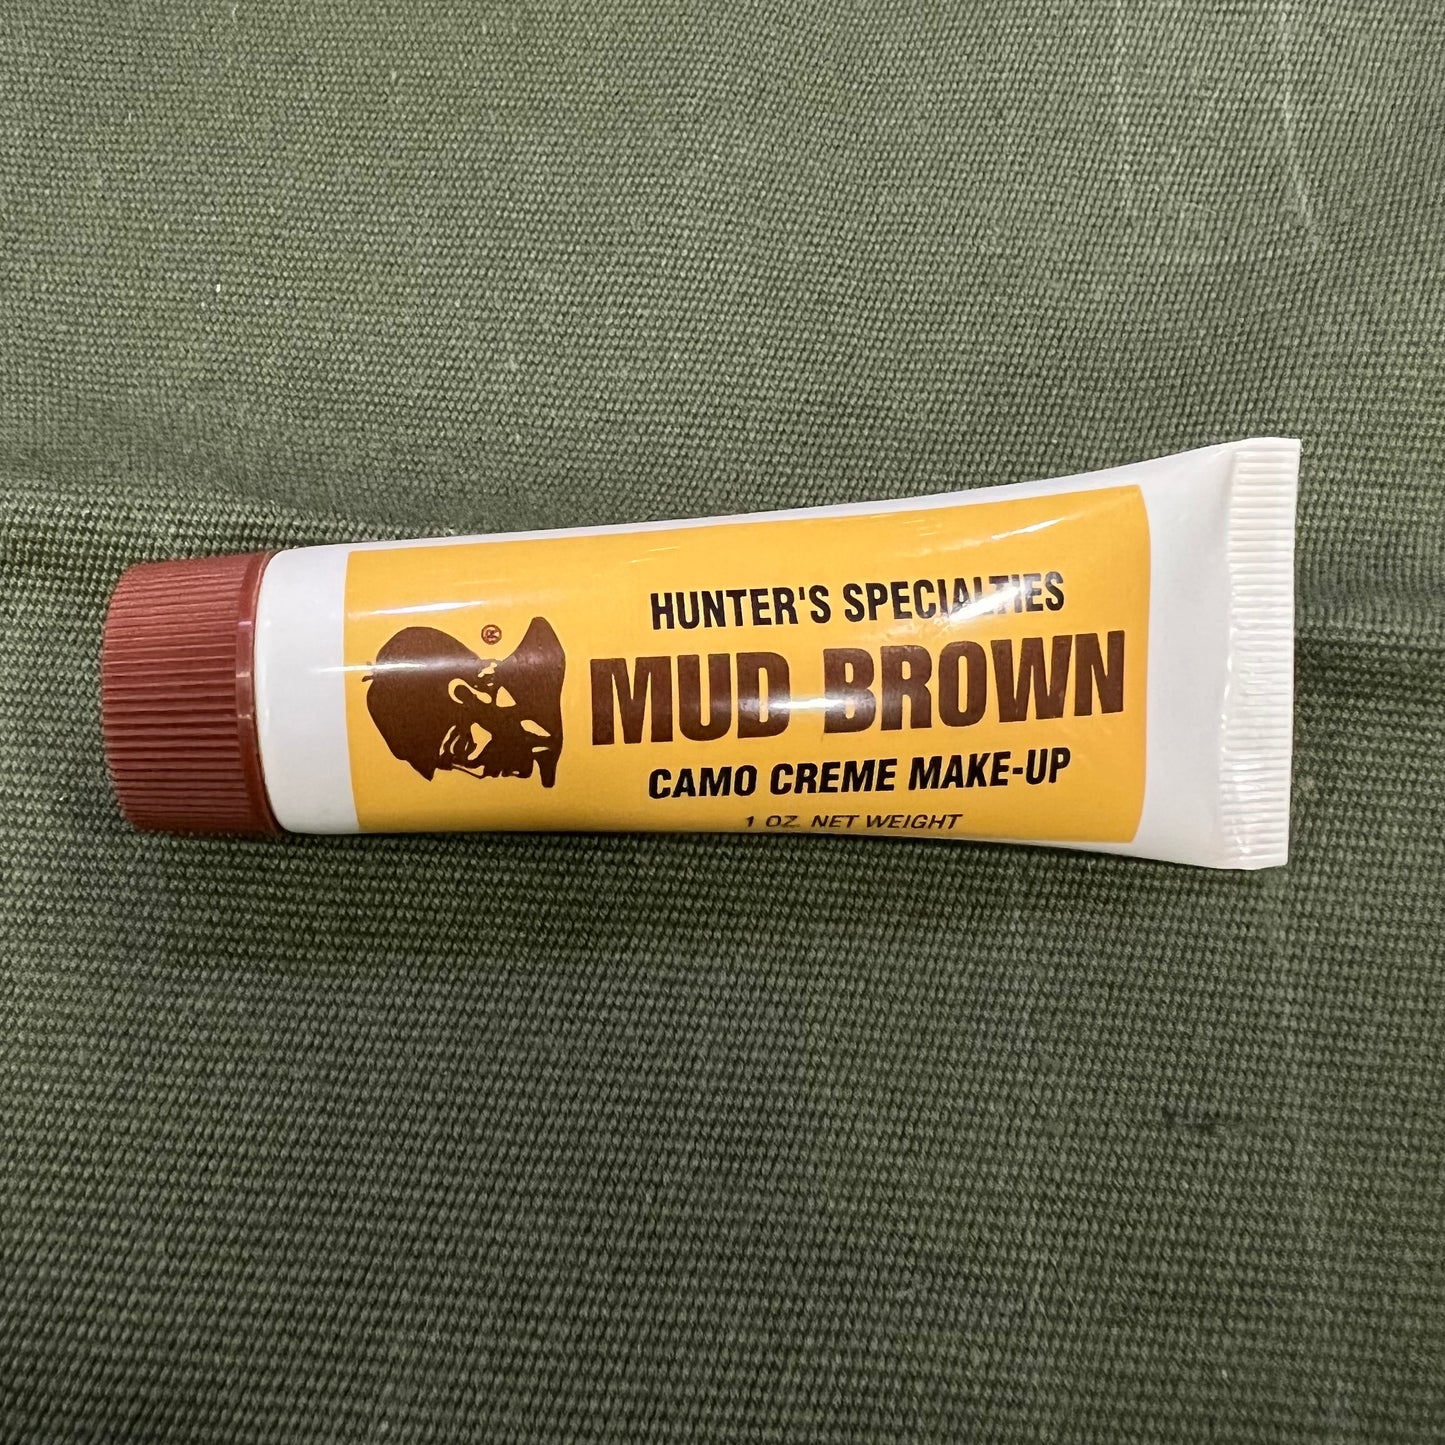 HUNTER'S SPECIALTIES
®
MUD BROWN
CAMO CREME MAKE-UP
1 OZ. NET WEIGHT